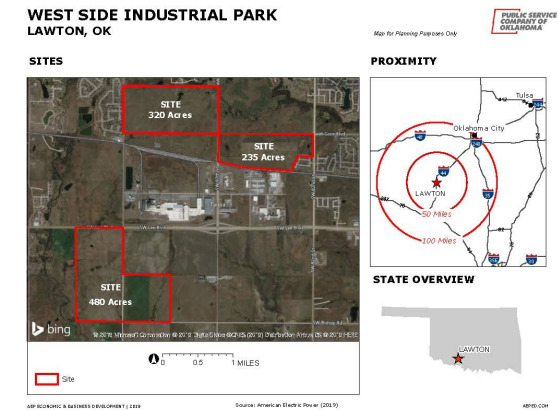 WEST SIDE INDUSTRIAL PARK
LAWTON, OK
Map for Planning Purposes Only
PUBLIC SERVICE
COMPANY OF
OKLAHOMA
SITES
PROXIMITY
SITE
320 Acres
SITE
235 Acres
SITE
480 Acres
bing
Tulsa
Oklahoma City
44
LAWTON
50 Miles
100 Miles
STATE OVERVIEW
LAWTON
0 0.5 1 MILES
Site
AEP ECONOMIC & BUSINESS DEVELOPMENT | 2019
Source: American Electric Power (2019)
AEPED.COM